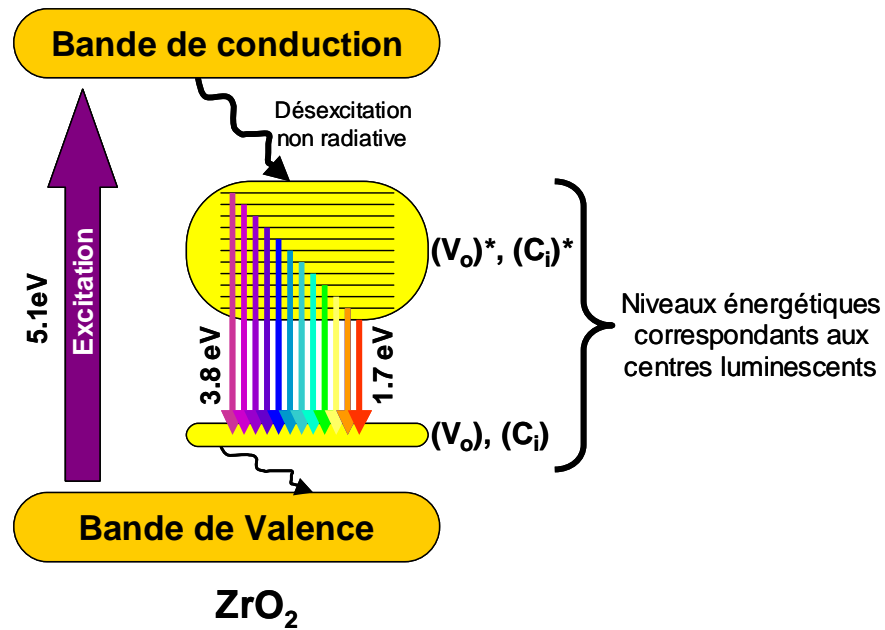 Bande de conduction
Désexcitation
non radiative
5.1eV
Excitation
(Vo)*, (Ci)*
Niveaux énergétiques
correspondants aux
centres luminescents
3.8 eV
1.7 eV
(Vo), (Ci)
Bande de Valence
ZrO2